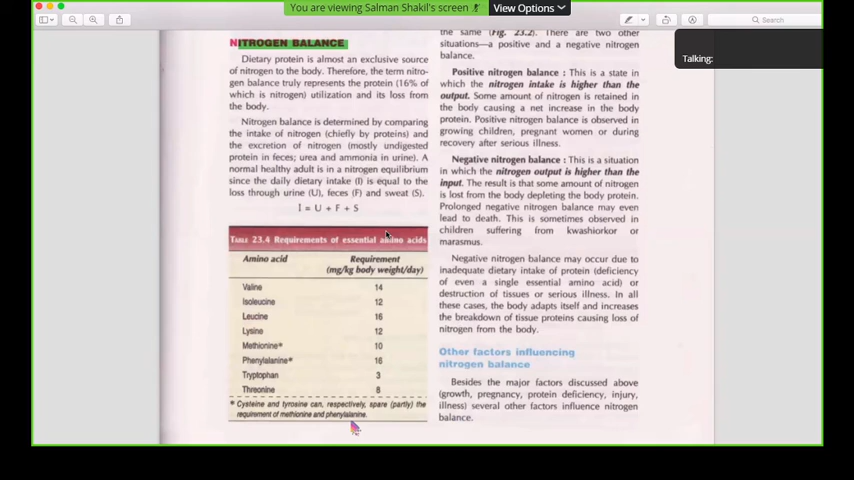 You are viewing Salman Shakil's screen
View Options
Search
Talking:
NITROGEN BALANCE
Dietary protein is almost an exclusive source
of nitrogen to the body. Therefore, the term nitro-
gen balance truly represents the protein (16%
of which is nitrogen) utilization and its loss from
the body.
Nitrogen balance is determined by comparing
the intake of nitrogen (chiefly by proteins) and
the excretion of nitrogen (mostly undigested
protein in feces; urea and ammonia in urine). A
normal healthy adult is in a nitrogen equilibrium
since the daily dietary intake (I) is equal to the
loss through urine (U), feces (F) and sweat (S).
I = U + F + S
TABLE 23.4 Requirements of essential amino acids
Amino acid Requirement
(mg/kg body weight/day)
Valine 14
Isoleucine 12
Leucine 16
Lysine 12
Methionine* 10
Phenylalanine* 16
Tryptophan 3
Threonine 8
* Cysteine and tyrosine can, respectively, spare (partly) the
requirement of methionine and phenylalanine.
the same (Fig. 23.2). There are two other
situations—a positive and a negative nitrogen
balance.
Positive nitrogen balance : This is a state in
which the nitrogen intake is higher than the
output. Some amount of nitrogen is retained in
the body causing a net increase in the body
protein. Positive nitrogen balance is observed in
growing children, pregnant women or during
recovery after serious illness.
Negative nitrogen balance : This is a situation
in which the nitrogen output is higher than the
input. The result is that some amount of nitrogen
is lost from the body depleting the body protein.
Prolonged negative nitrogen balance may even
lead to death. This is sometimes observed in
children suffering from kwashiorkor or
marasmus.
Negative nitrogen balance may occur due to
inadequate dietary intake of protein (deficiency
of even a single essential amino acid) or
destruction of tissues or serious illness. In all
these cases, the body adapts itself and increases
the breakdown of tissue proteins causing loss of
nitrogen from the body.
Other factors influencing
nitrogen balance
Besides the major factors discussed above
(growth, pregnancy, protein deficiency, injury,
illness) several other factors influence nitrogen
balance.